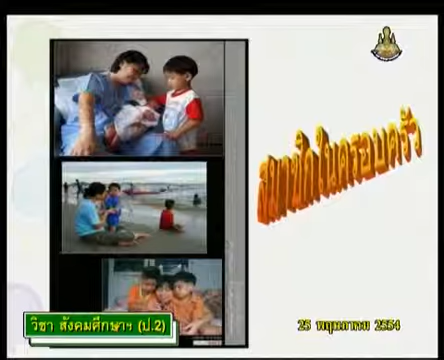 สมาชิกในครอบครัว
วิชา สังคมศึกษาฯ (ป.2)
25 พฤษภาคม 2554